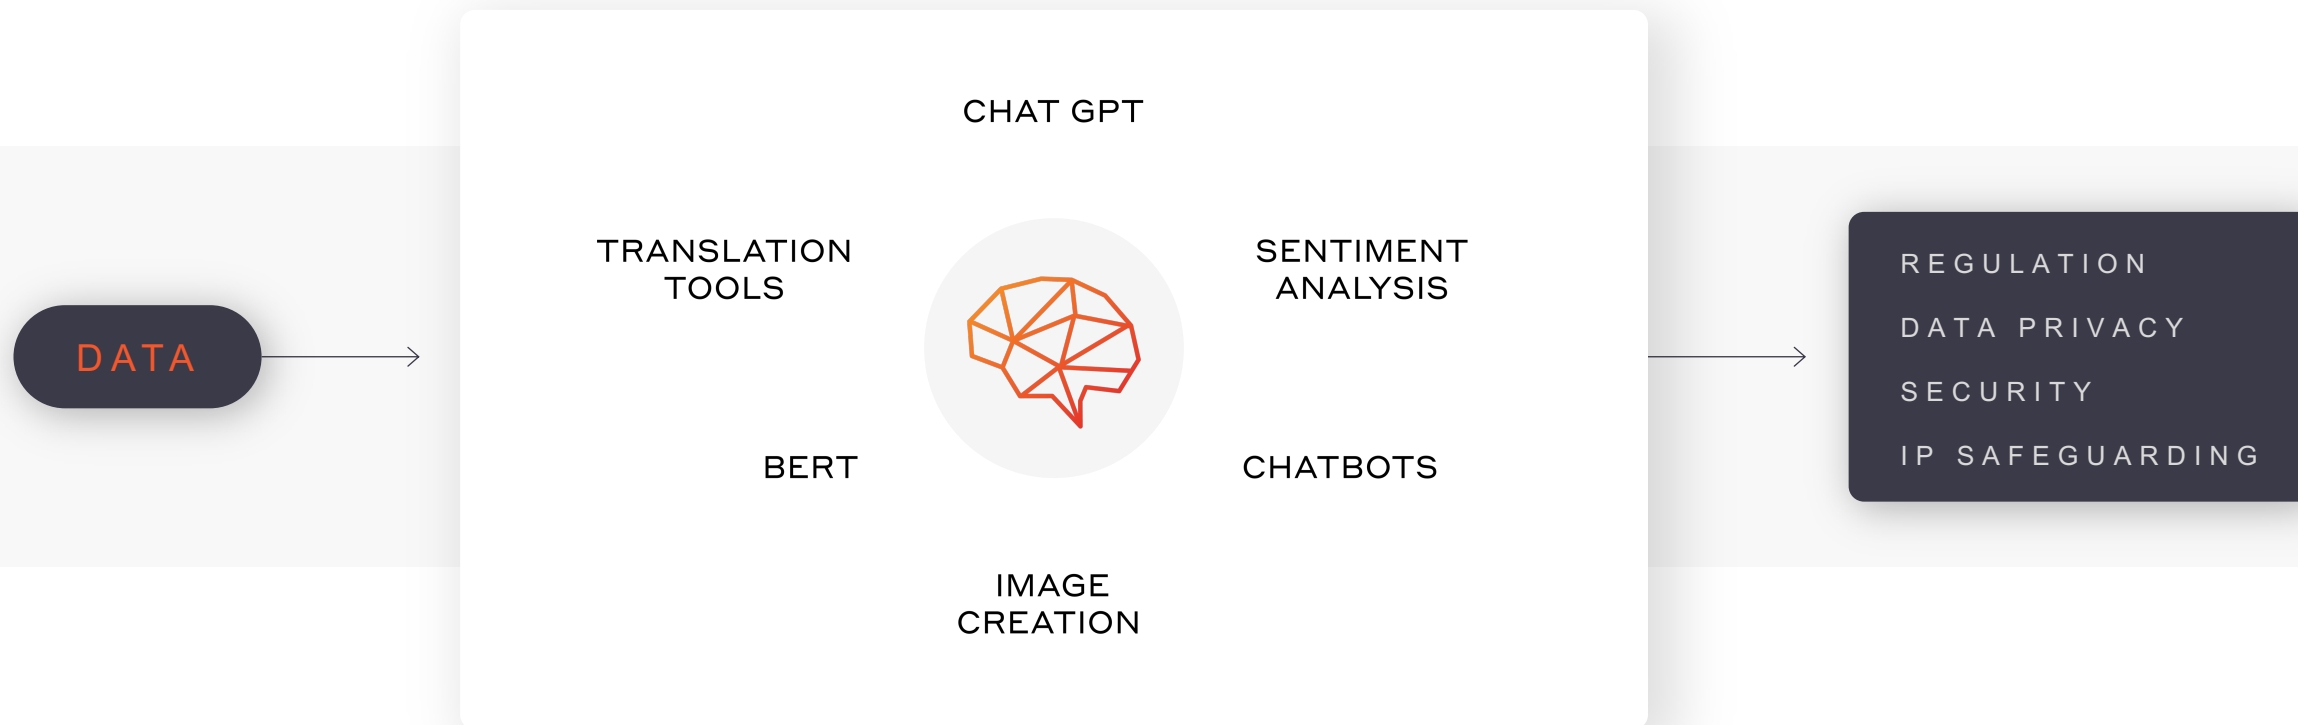 DATA
CHAT GPT
TRANSLATION
TOOLS
SENTIMENT
ANALYSIS
BERT
CHATBOTS
IMAGE
CREATION
REGULATION
DATA PRIVACY
SECURITY
IP SAFEGUARDING